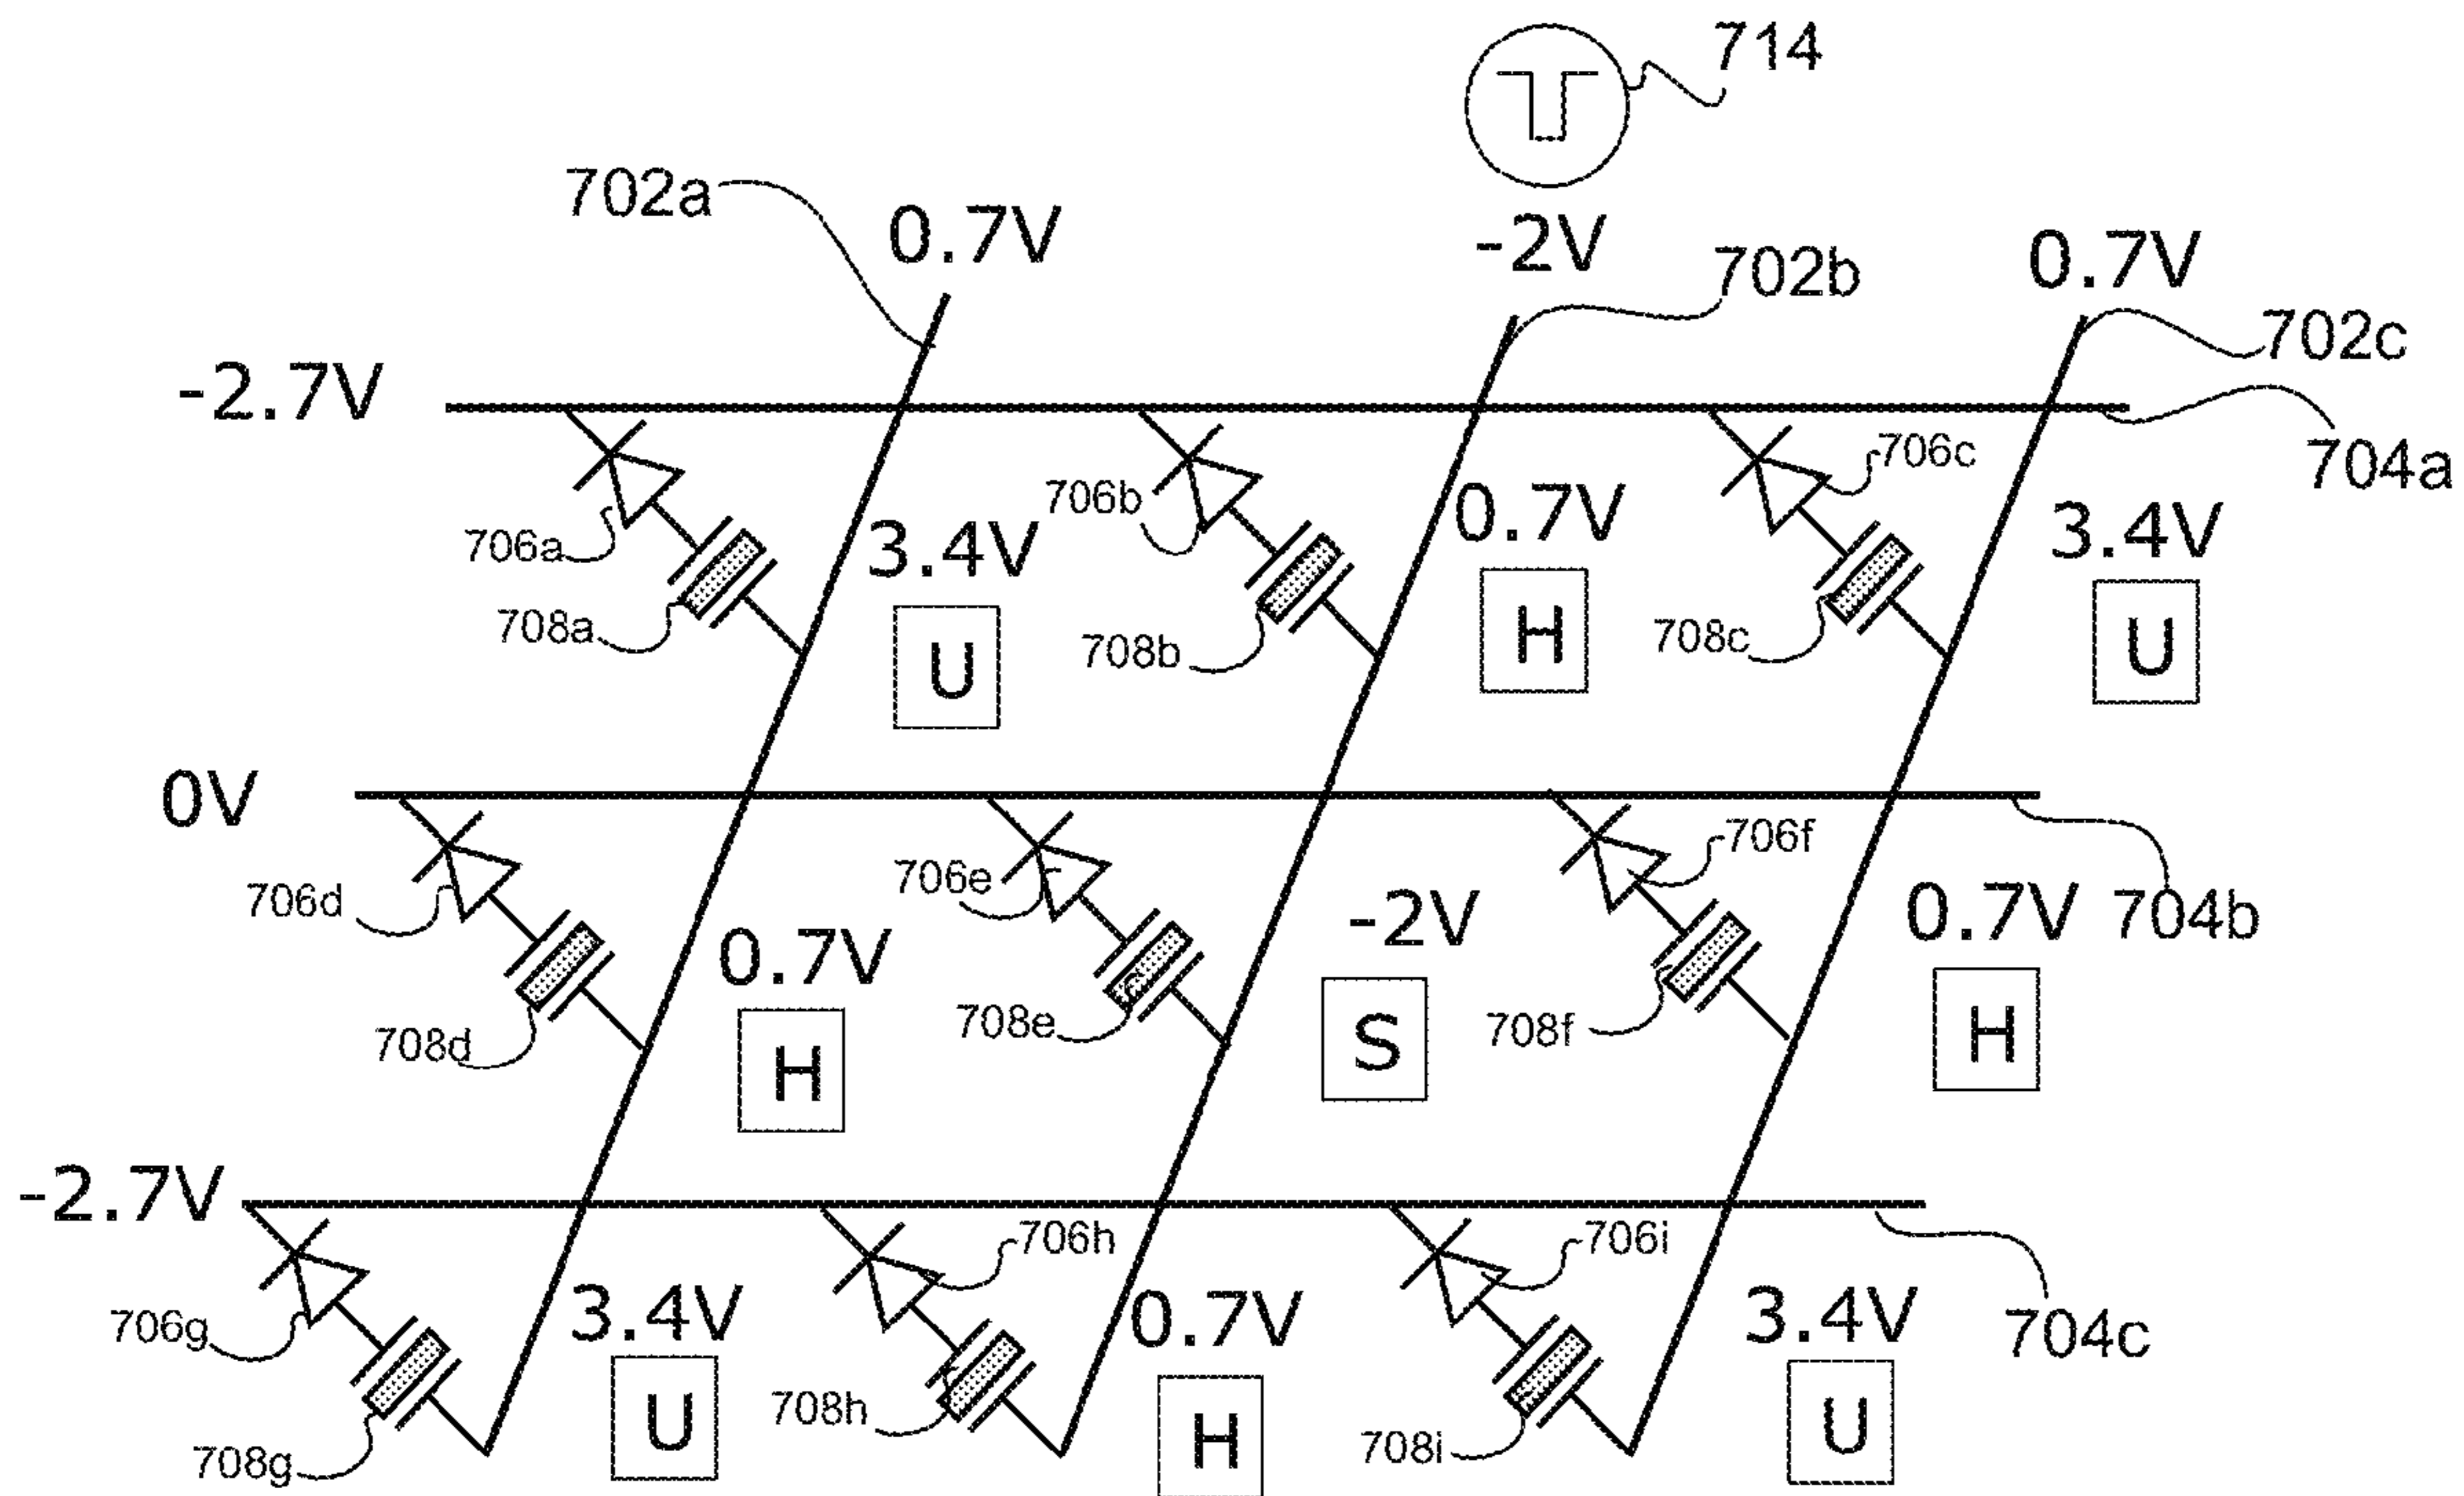 714
702a
0.7V
-2V
702b
0.7V
702c
-2.7V
704a
706a
3.4V
706b
0.7V
706c
3.4V
708a
U
708b
H
708c
U
0V
706d
706e
706f
0.7V
-2V
0.7V
704b
708d
H
708e
S
708f
H
-2.7V
706g
3.4V
706h
0.7V
706i
3.4V
704c
708g
U
708h
H
708i
U